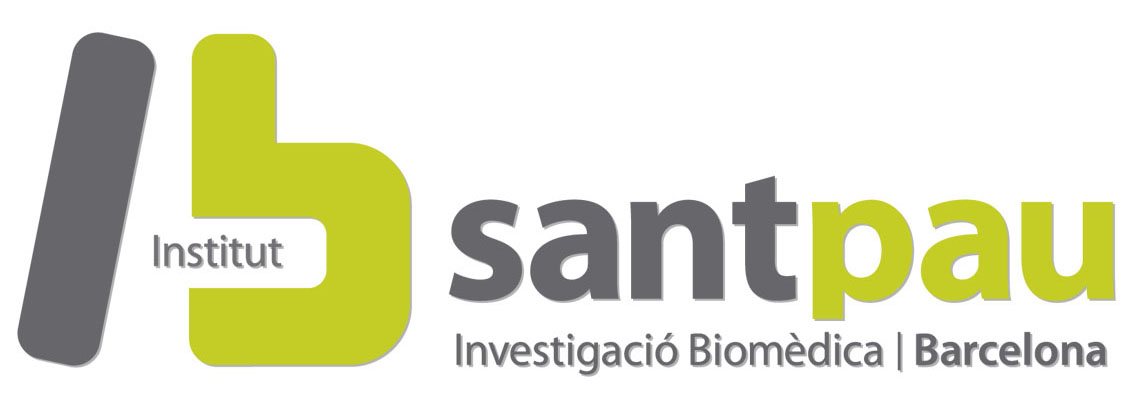 Institut
santpau
Investigació Biomèdica | Barcelona